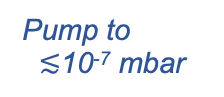 Pump to
≲10⁻⁷ mbar